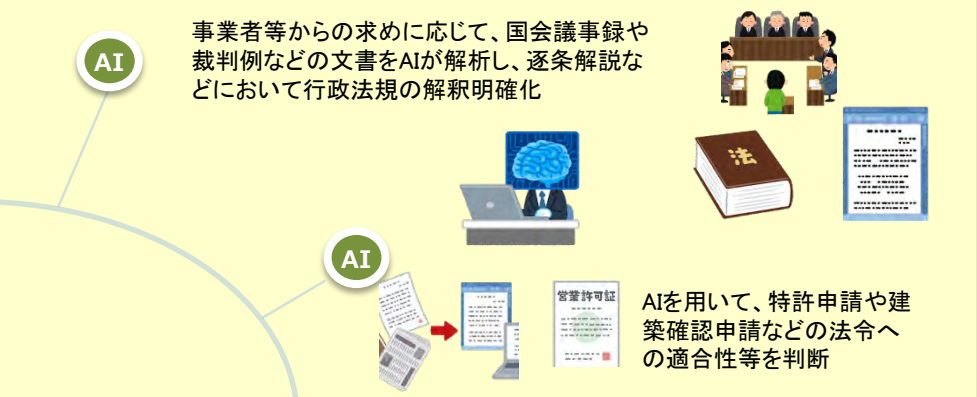 AI
事業者等からの求めに応じて、国会議事録や
裁判例などの文書をAIが解析し、逐条解説な
どにおいて行政法規の解釈明確化
法
AI
営業許可証
AIを用いて、特許申請や建
築確認申請などの法令へ
の適合性等を判断